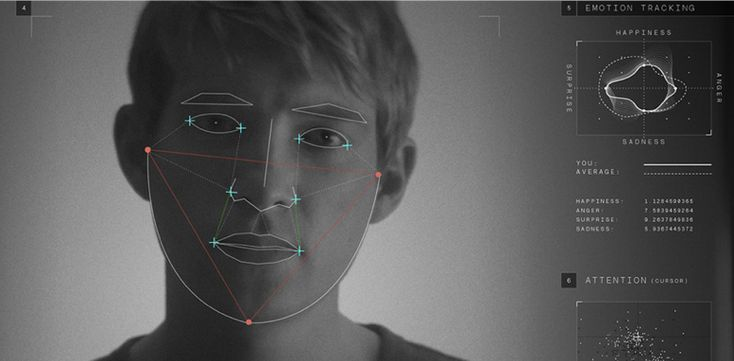 4
5 EMOTION TRACKING
HAPPINESS
SURPRISE
ANGER
SADNESS
YOU:
AVERAGE:
HAPPINESS: 1.1284690365
ANGER: 7.5839459264
SURPRISE: 9.2637849836
SADNESS: 5.9367445372
6 ATTENTION (CURSOR)